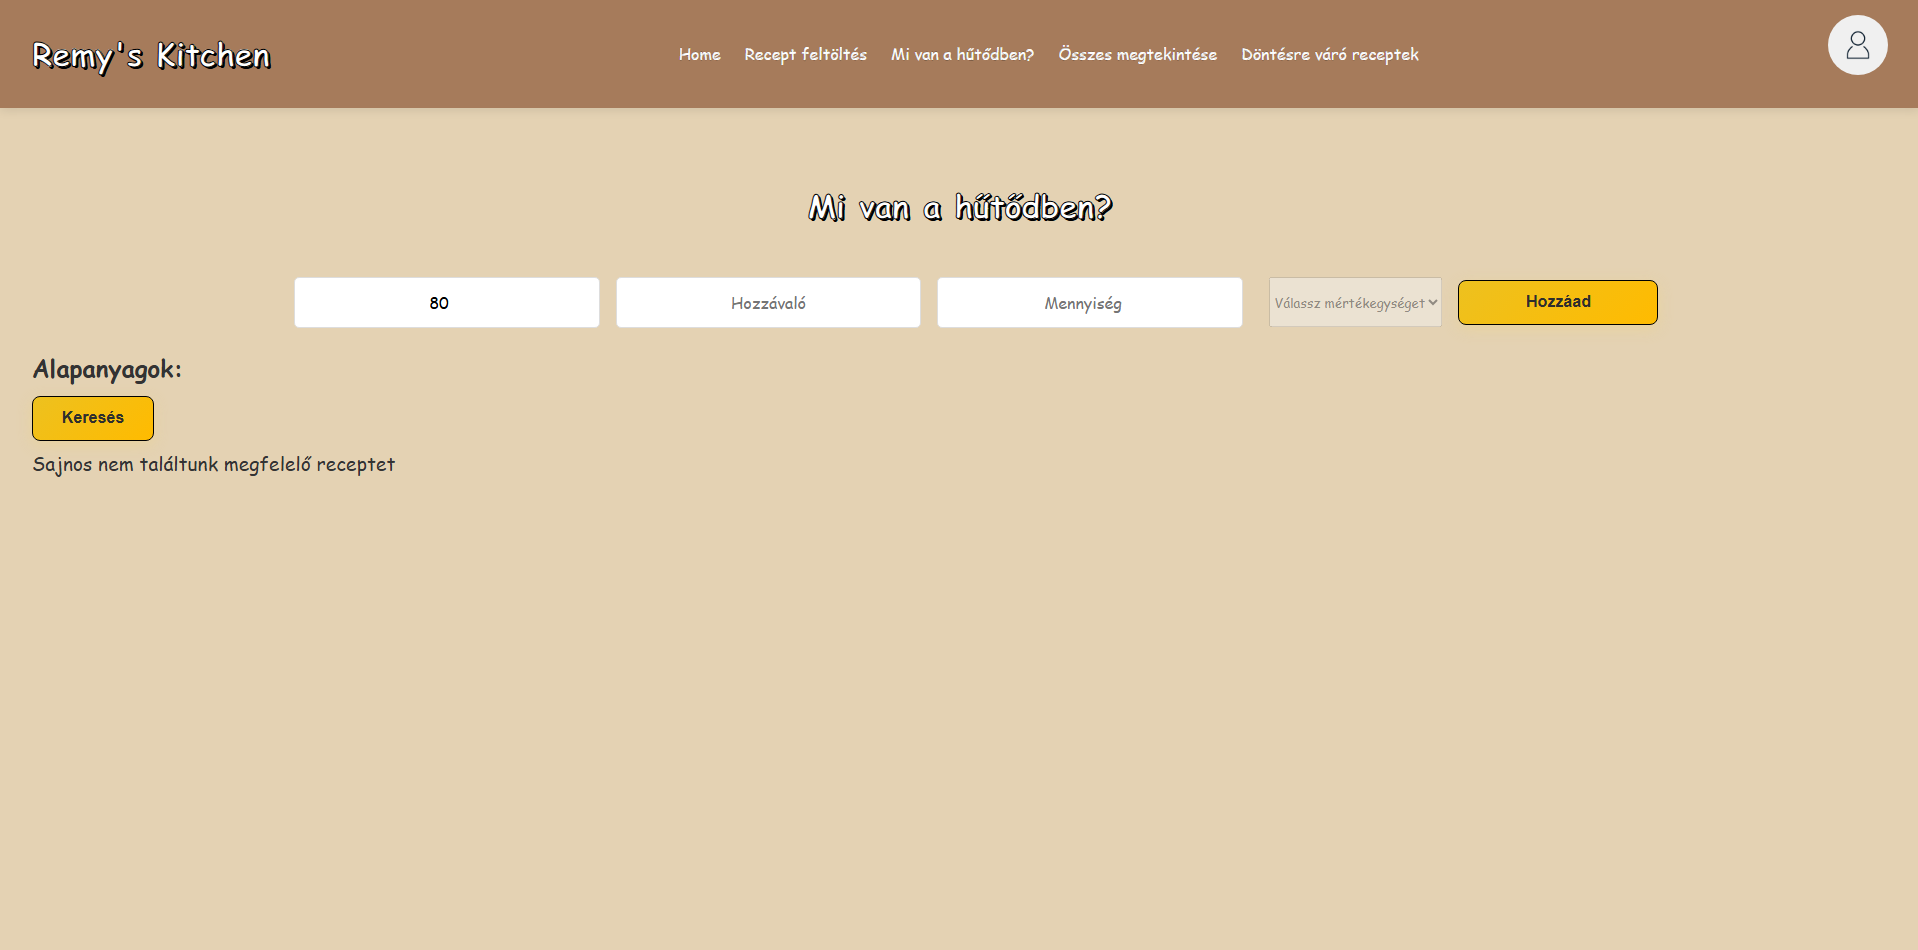 Remy's Kitchen
Home Recept feltöltés Mi van a hűtődben? Összes megtekintése Döntésre váró receptek
Mi van a hűtődben?
80 Hozzávaló Mennyiség Válassz mértékegységet Hozzáad
Alapanyagok:
Keresés
Sajnos nem találtunk megfelelő receptet